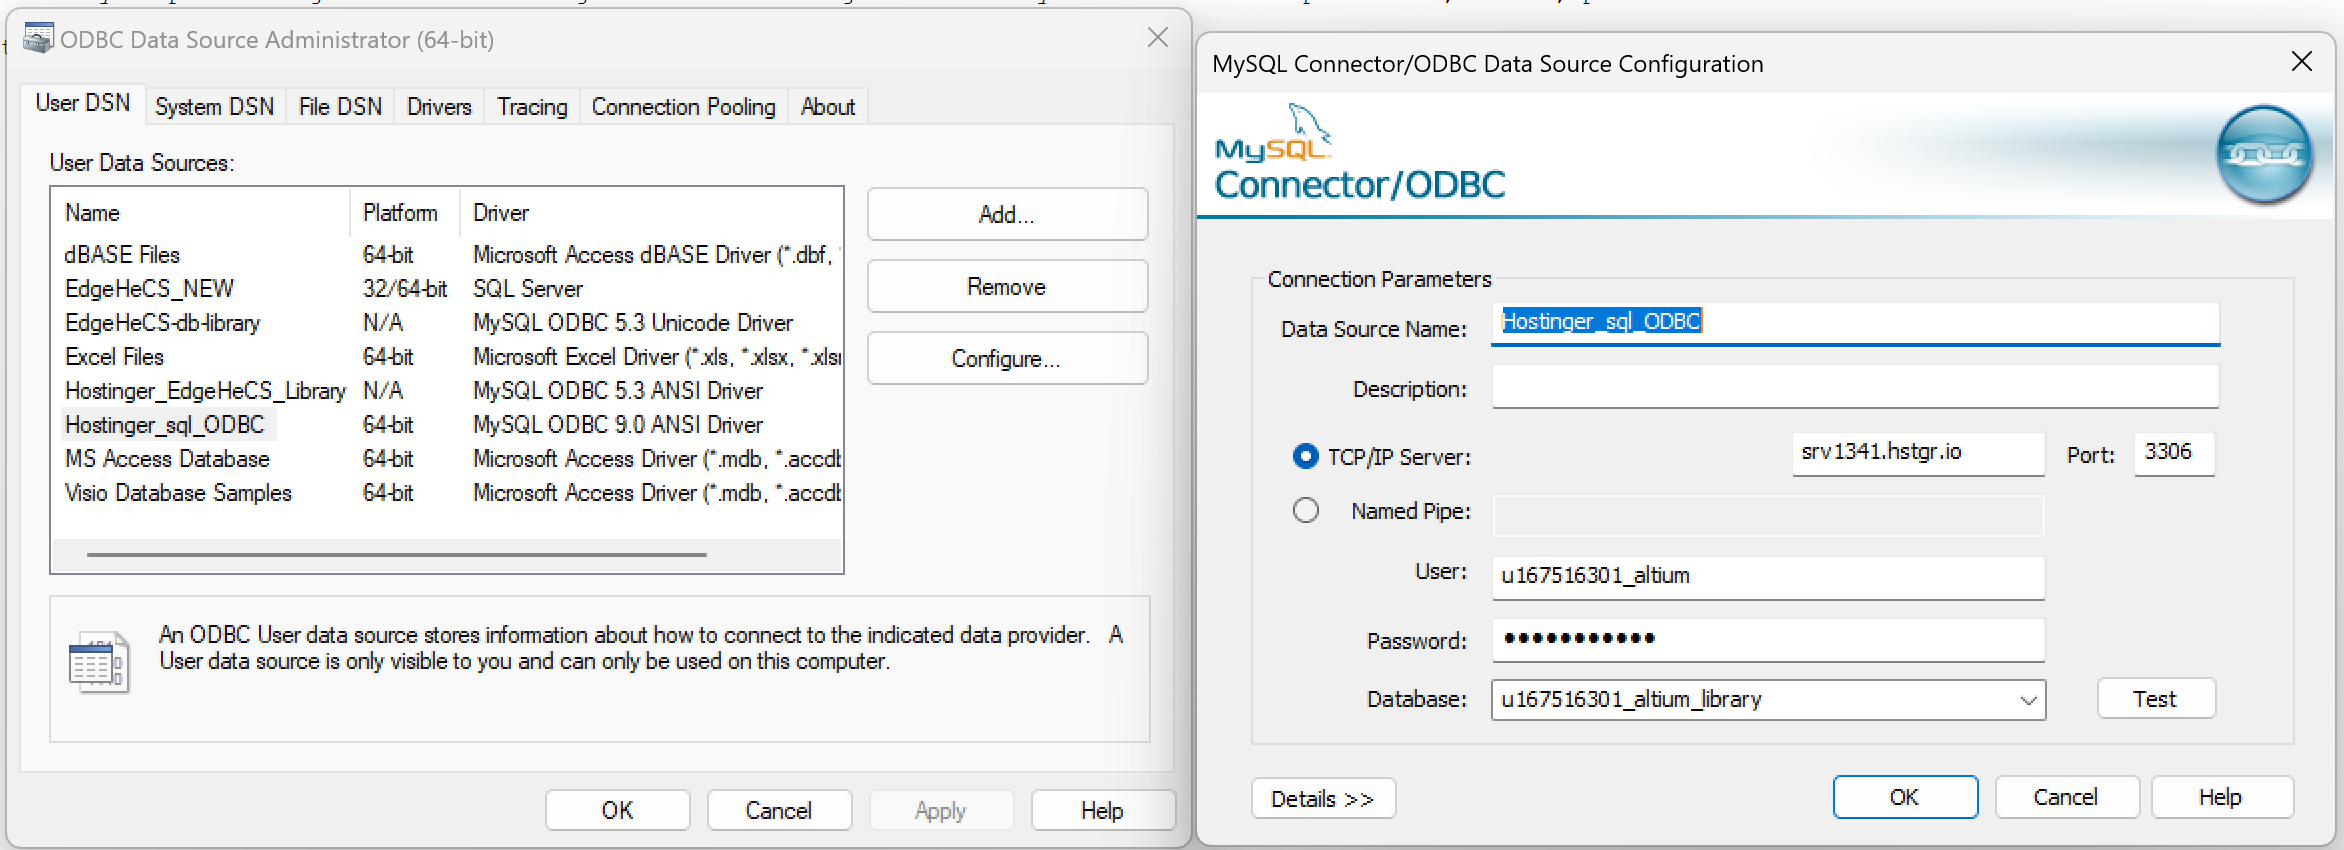 ODBC Data Source Administrator (64-bit)
User DSN System DSN File DSN Drivers Tracing Connection Pooling About
User Data Sources:
Name Platform Driver
dBASE Files 64-bit Microsoft Access dBASE Driver (*.dbf,
EdgeHeCS_NEW 32/64-bit SQL Server
EdgeHeCS-db-library N/A MySQL ODBC 5.3 Unicode Driver
Excel Files 64-bit Microsoft Excel Driver (*.xls, *.xlsx, *.xlsm
Hostinger_EdgeHeCS_Library N/A MySQL ODBC 5.3 ANSI Driver
Hostinger_sql_ODBC 64-bit MySQL ODBC 9.0 ANSI Driver
MS Access Database 64-bit Microsoft Access Driver (*.mdb, *.accdb
Visio Database Samples 64-bit Microsoft Access Driver (*.mdb, *.accdb
Add...
Remove
Configure...
An ODBC User data source stores information about how to connect to the indicated data provider. A
User data source is only visible to you and can only be used on this computer.
OK Cancel Apply Help
MySQL Connector/ODBC Data Source Configuration
MySQL
Connector/ODBC
Connection Parameters
Data Source Name: Hostinger_sql_ODBC
Description:
TCP/IP Server: srv1341.hstgr.io Port: 3306
Named Pipe:
User: u167516301_altium
Password: •••••••••••
Database: u167516301_altium_library Test
Details >> OK Cancel Help